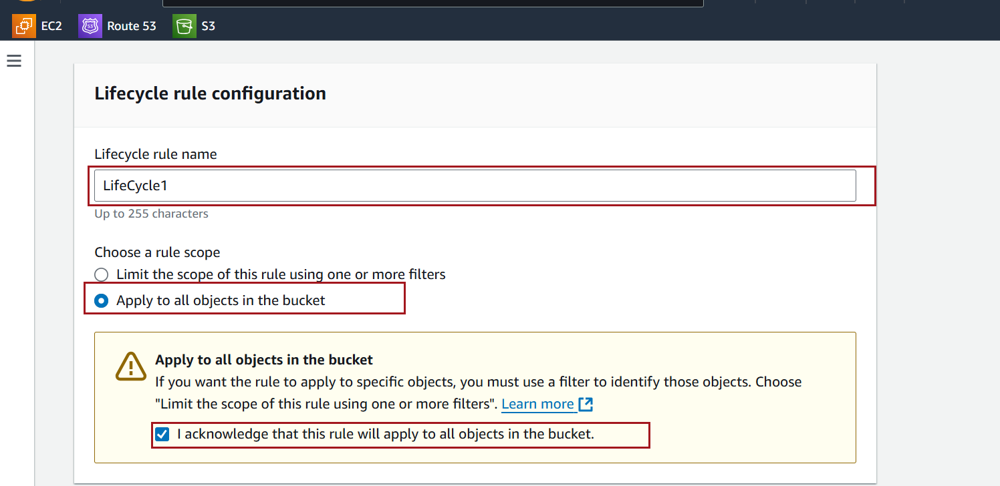 EC2 Route 53 S3
Lifecycle rule configuration
Lifecycle rule name
LifeCycle1
Up to 255 characters
Choose a rule scope
Limit the scope of this rule using one or more filters
Apply to all objects in the bucket
Apply to all objects in the bucket
If you want the rule to apply to specific objects, you must use a filter to identify those objects. Choose
"Limit the scope of this rule using one or more filters". Learn more
I acknowledge that this rule will apply to all objects in the bucket.